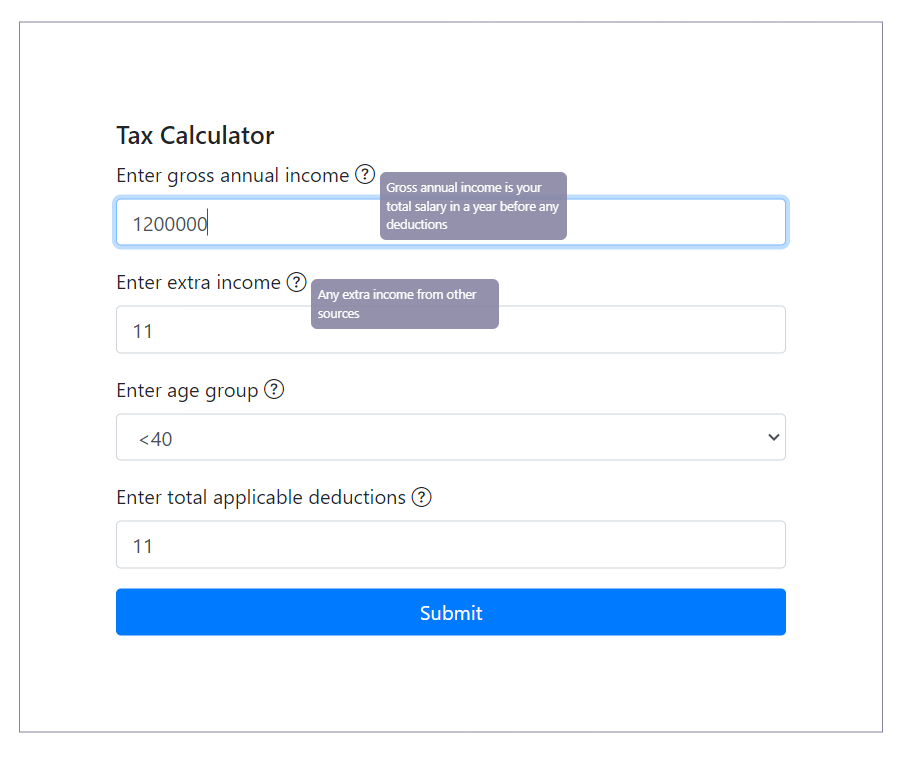 Tax Calculator
Enter gross annual income ?
Gross annual income is your
total salary in a year before any
deductions
1200000
Enter extra income ?
Any extra income from other
sources
11
Enter age group ?
<40
Enter total applicable deductions ?
11
Submit